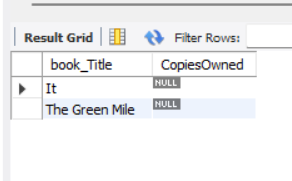 Result Grid Filter Rows:
book_Title CopiesOwned
It NULL
The Green Mile NULL